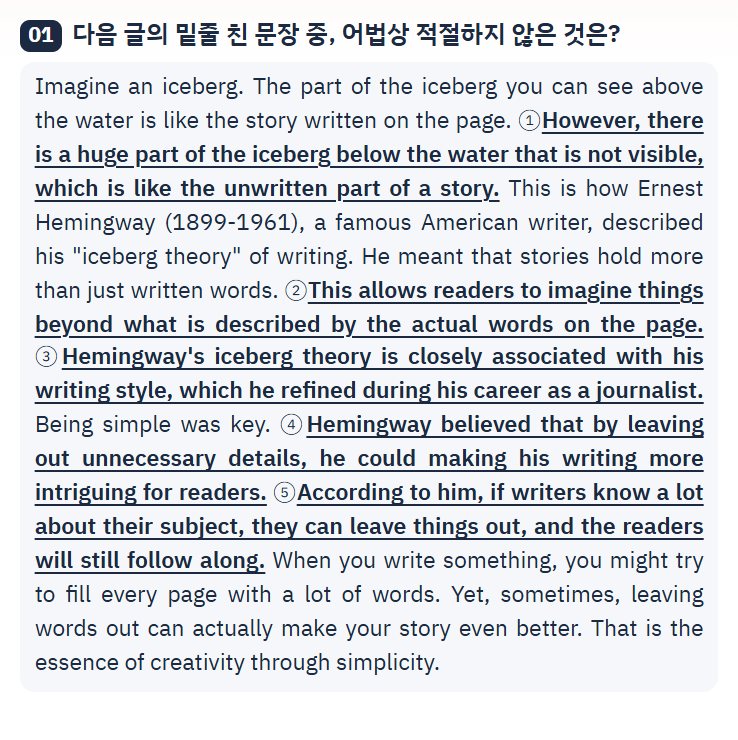 01 다음 글의 밑줄 친 문장 중, 어법상 적절하지 않은 것은?
Imagine an iceberg. The part of the iceberg you can see above
the water is like the story written on the page. ①However, there
is a huge part of the iceberg below the water that is not visible,
which is like the unwritten part of a story. This is how Ernest
Hemingway (1899-1961), a famous American writer, described
his "iceberg theory" of writing. He meant that stories hold more
than just written words. ②This allows readers to imagine things
beyond what is described by the actual words on the page.
③Hemingway's iceberg theory is closely associated with his
writing style, which he refined during his career as a journalist.
Being simple was key. ④Hemingway believed that by leaving
out unnecessary details, he could making his writing more
intriguing for readers. ⑤According to him, if writers know a lot
about their subject, they can leave things out, and the readers
will still follow along. When you write something, you might try
to fill every page with a lot of words. Yet, sometimes, leaving
words out can actually make your story even better. That is the
essence of creativity through simplicity.